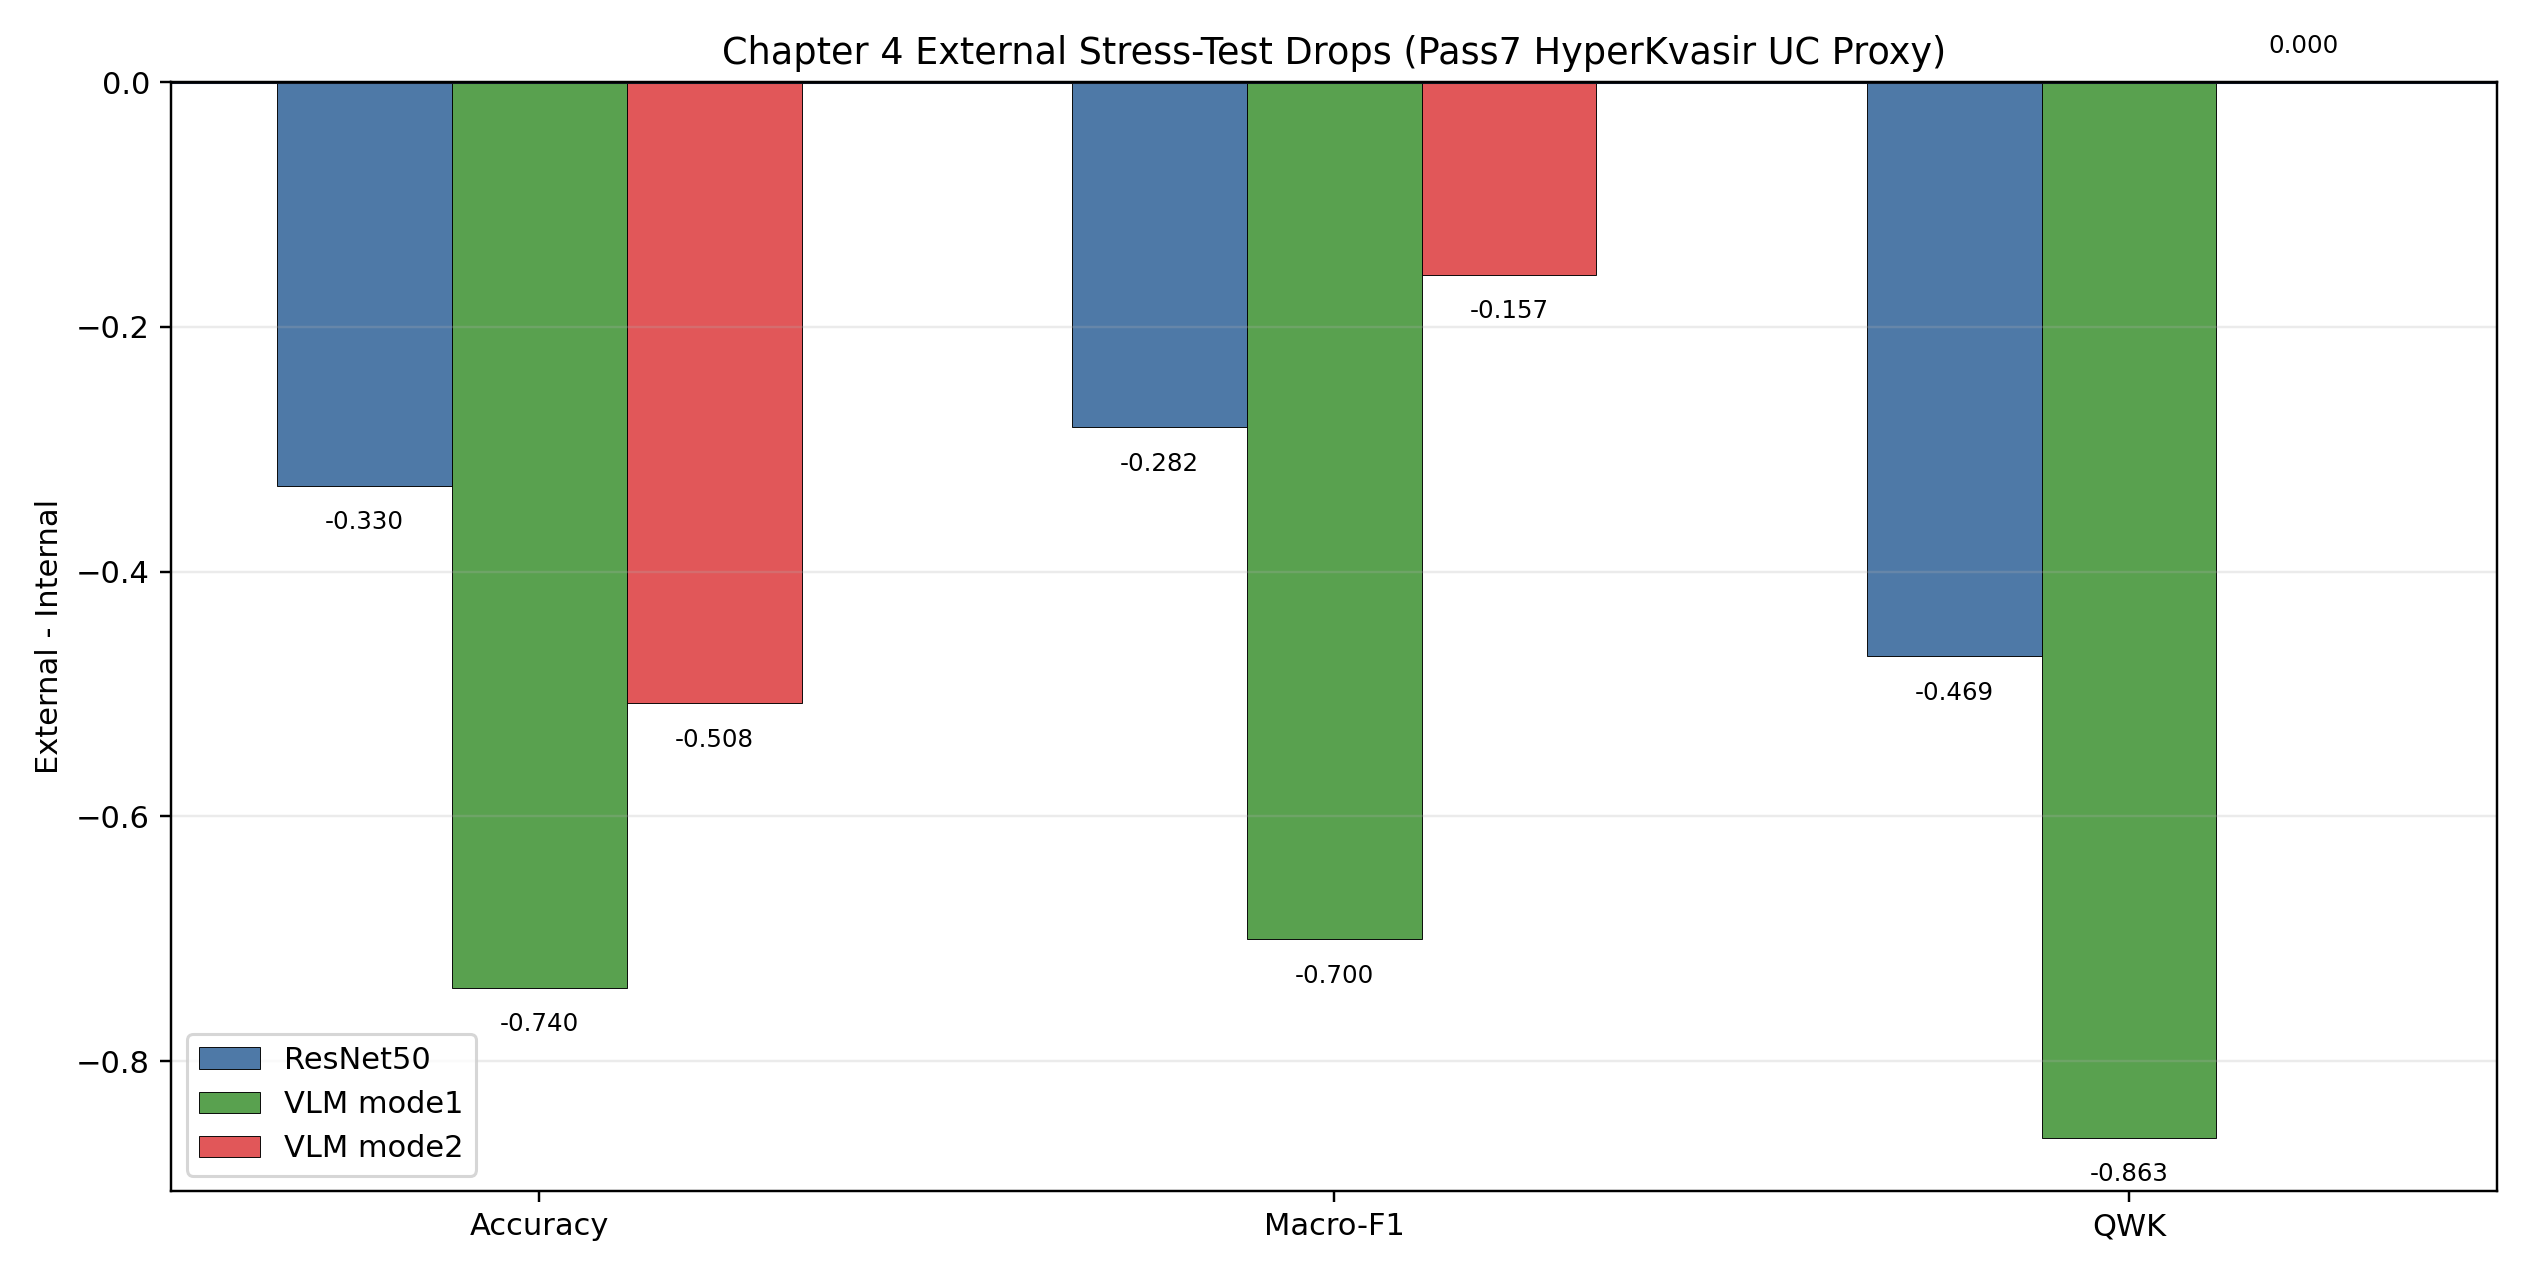 Chapter 4 External Stress-Test Drops (Pass7 HyperKvasir UC Proxy)
0.000
0.0
−0.2
−0.4
−0.6
−0.8
External - Internal
-0.330
-0.740
-0.508
-0.282
-0.700
-0.157
-0.469
-0.863
ResNet50
VLM mode1
VLM mode2
Accuracy
Macro-F1
QWK